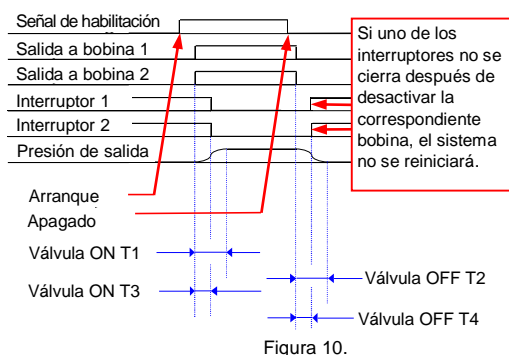 Señal de habilitación
Salida a bobina 1
Salida a bobina 2
Interruptor 1
Interruptor 2
Presión de salida
Si uno de los
interruptores no se
cierra después de
desactivar la
correspondiente
bobina, el sistema
no se reiniciará.
Arranque
Apagado
Válvula ON T1
Válvula OFF T2
Válvula ON T3
Válvula OFF T4
Figura 10.